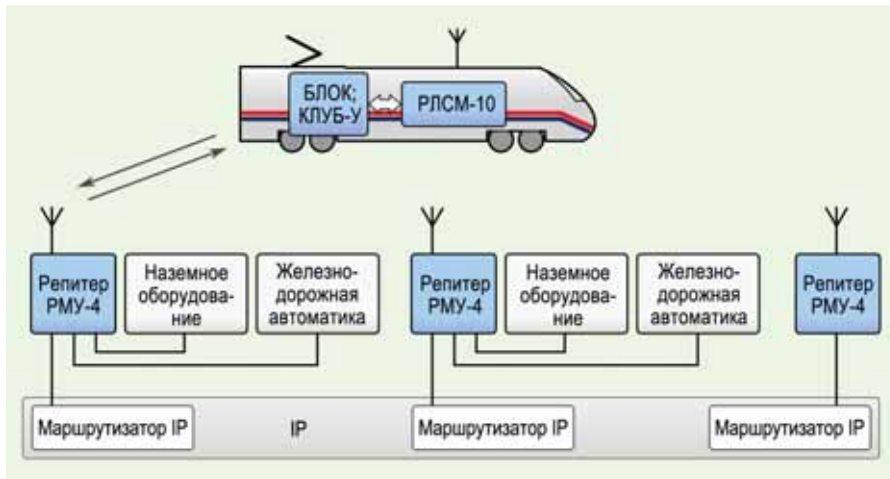 БЛОК;
КЛУБ-У
РЛСМ-10
Репитер
РМУ-4
Наземное
оборудова-
ние
Железно-
дорожная
автоматика
Репитер
РМУ-4
Наземное
оборудова-
ние
Железно-
дорожная
автоматика
Репитер
РМУ-4
Маршрутизатор IP
IP
Маршрутизатор IP
Маршрутизатор IP